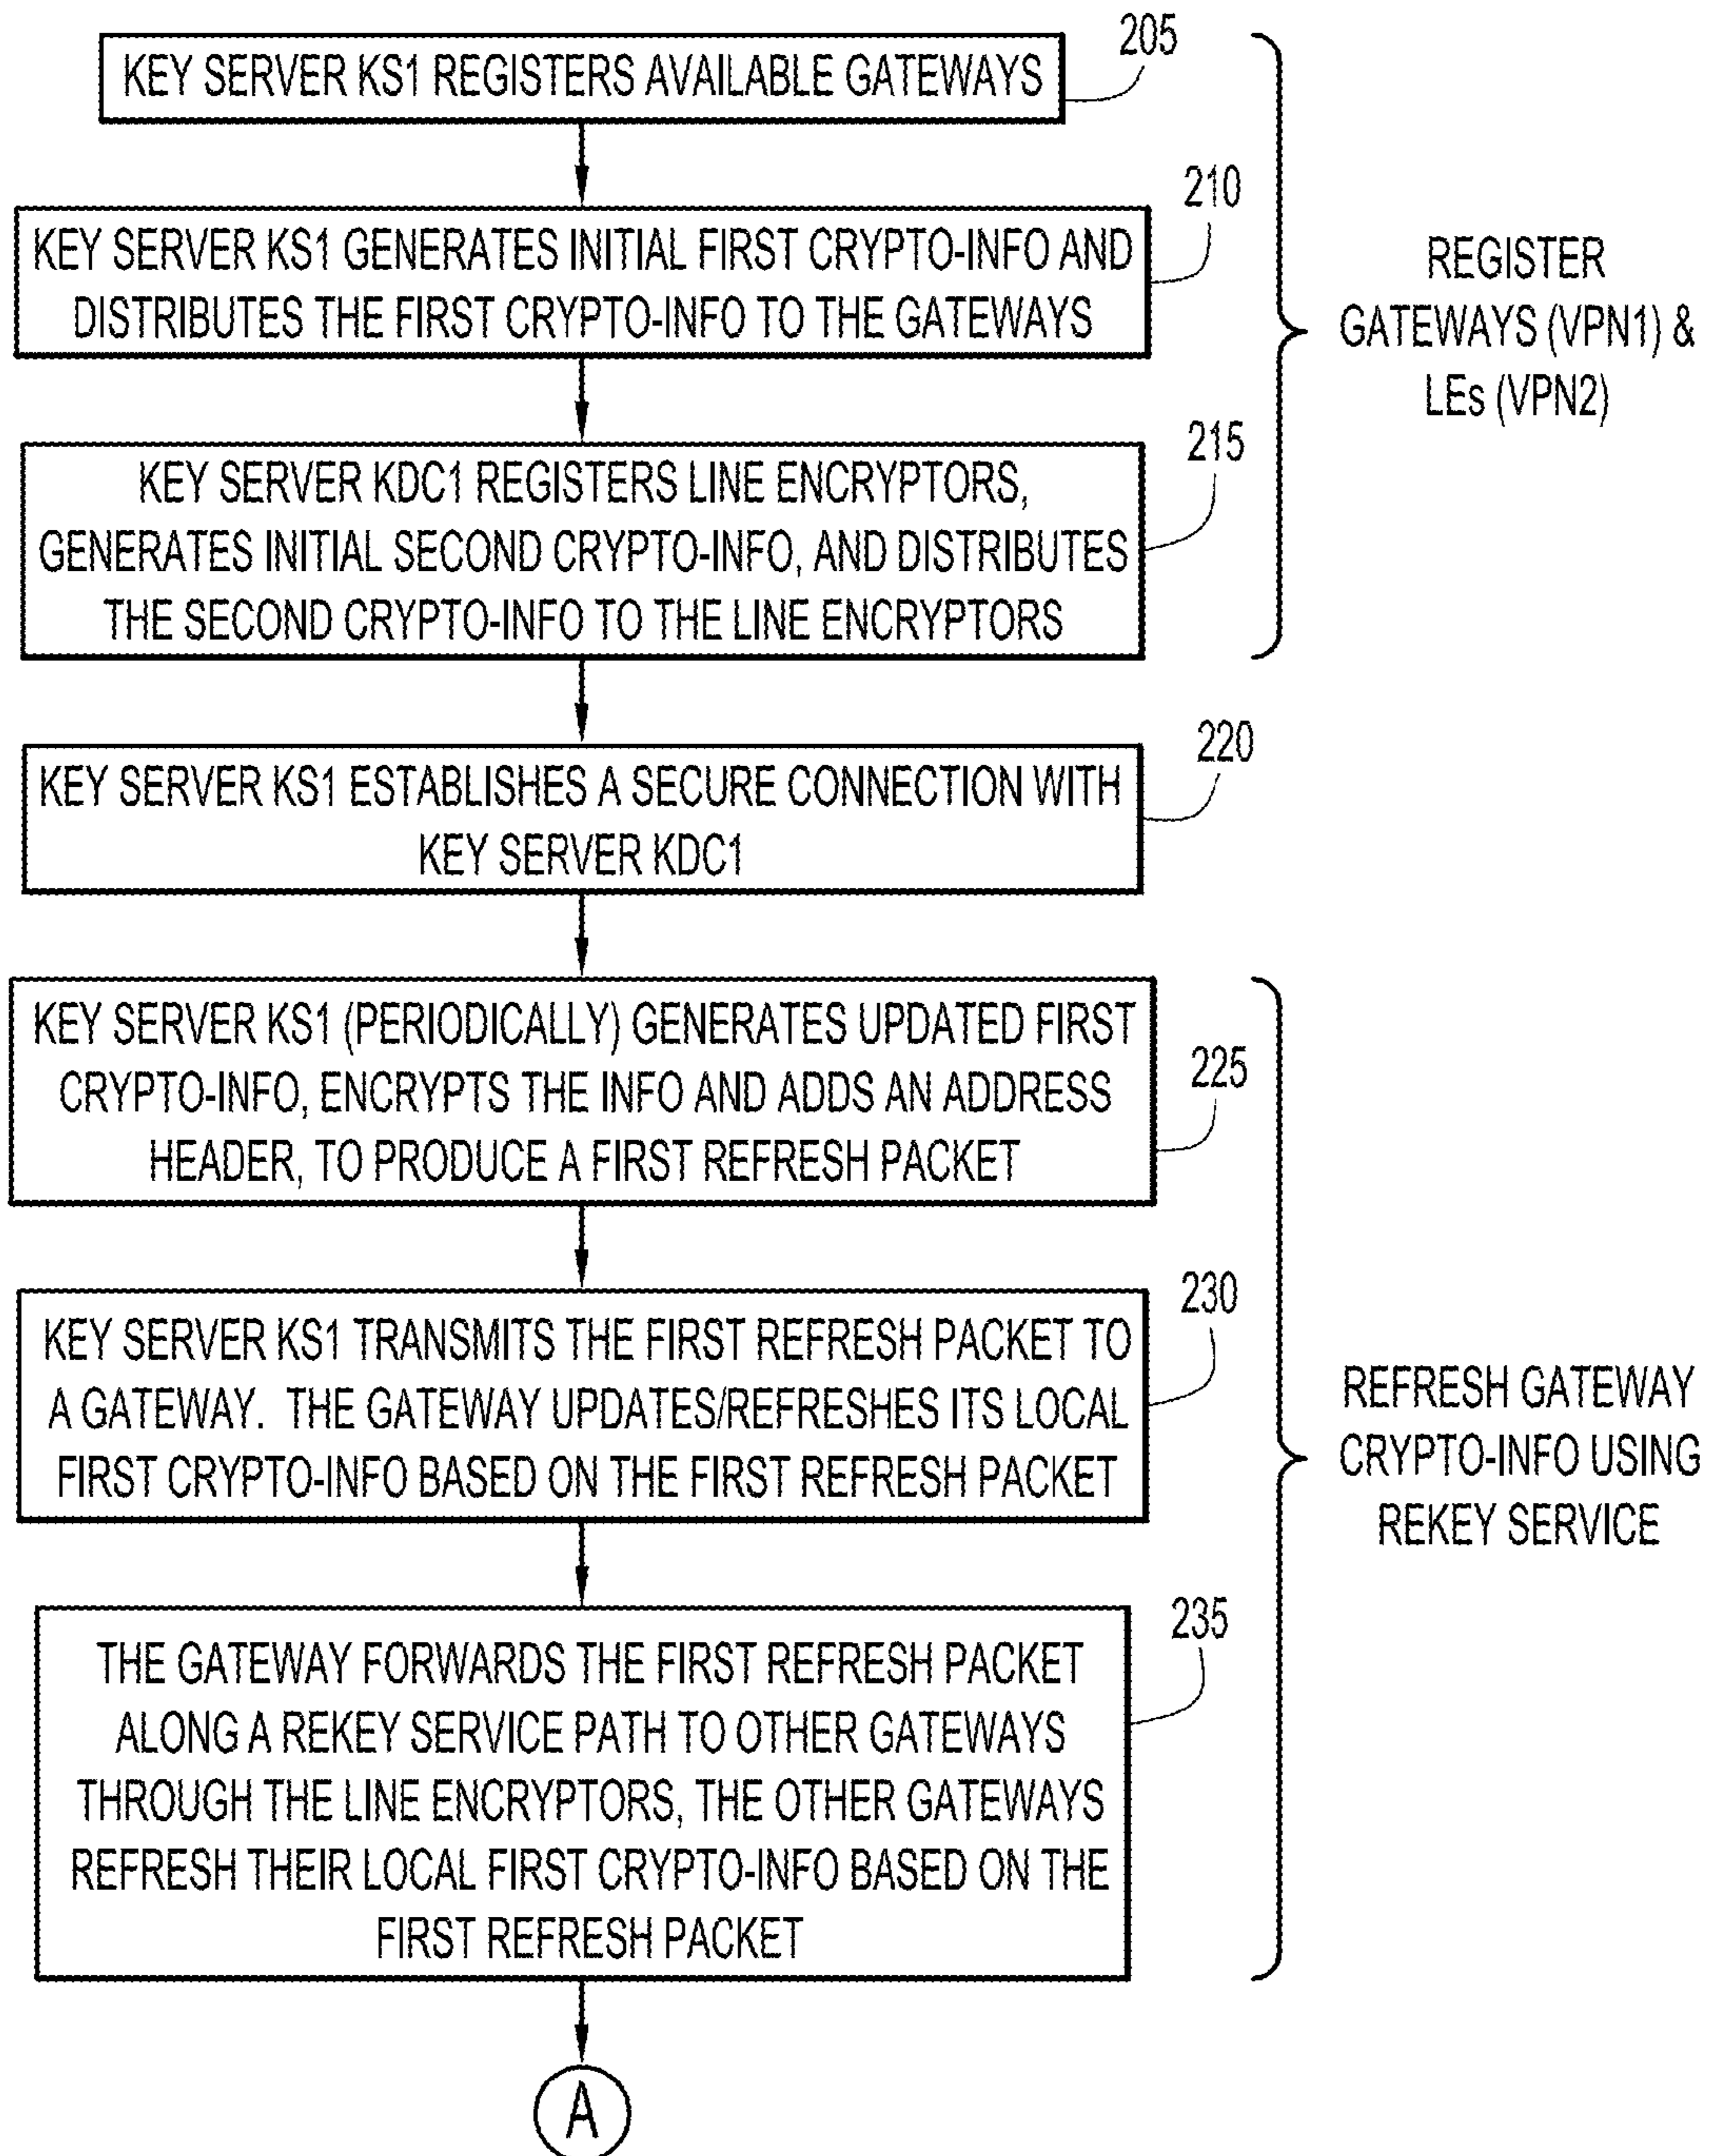 KEY SERVER KS1 REGISTERS AVAILABLE GATEWAYS
205
KEY SERVER KS1 GENERATES INITIAL FIRST CRYPTO-INFO AND
DISTRIBUTES THE FIRST CRYPTO-INFO TO THE GATEWAYS
210
KEY SERVER KDC1 REGISTERS LINE ENCRYPTORS,
GENERATES INITIAL SECOND CRYPTO-INFO, AND DISTRIBUTES
THE SECOND CRYPTO-INFO TO THE LINE ENCRYPTORS
215
REGISTER
GATEWAYS (VPN1) &
LEs (VPN2)
KEY SERVER KS1 ESTABLISHES A SECURE CONNECTION WITH
KEY SERVER KDC1
220
KEY SERVER KS1 (PERIODICALLY) GENERATES UPDATED FIRST
CRYPTO-INFO, ENCRYPTS THE INFO AND ADDS AN ADDRESS
HEADER, TO PRODUCE A FIRST REFRESH PACKET
225
KEY SERVER KS1 TRANSMITS THE FIRST REFRESH PACKET TO
A GATEWAY. THE GATEWAY UPDATES/REFRESHES ITS LOCAL
FIRST CRYPTO-INFO BASED ON THE FIRST REFRESH PACKET
230
THE GATEWAY FORWARDS THE FIRST REFRESH PACKET
ALONG A REKEY SERVICE PATH TO OTHER GATEWAYS
THROUGH THE LINE ENCRYPTORS, THE OTHER GATEWAYS
REFRESH THEIR LOCAL FIRST CRYPTO-INFO BASED ON THE
FIRST REFRESH PACKET
235
REFRESH GATEWAY
CRYPTO-INFO USING
REKEY SERVICE
A